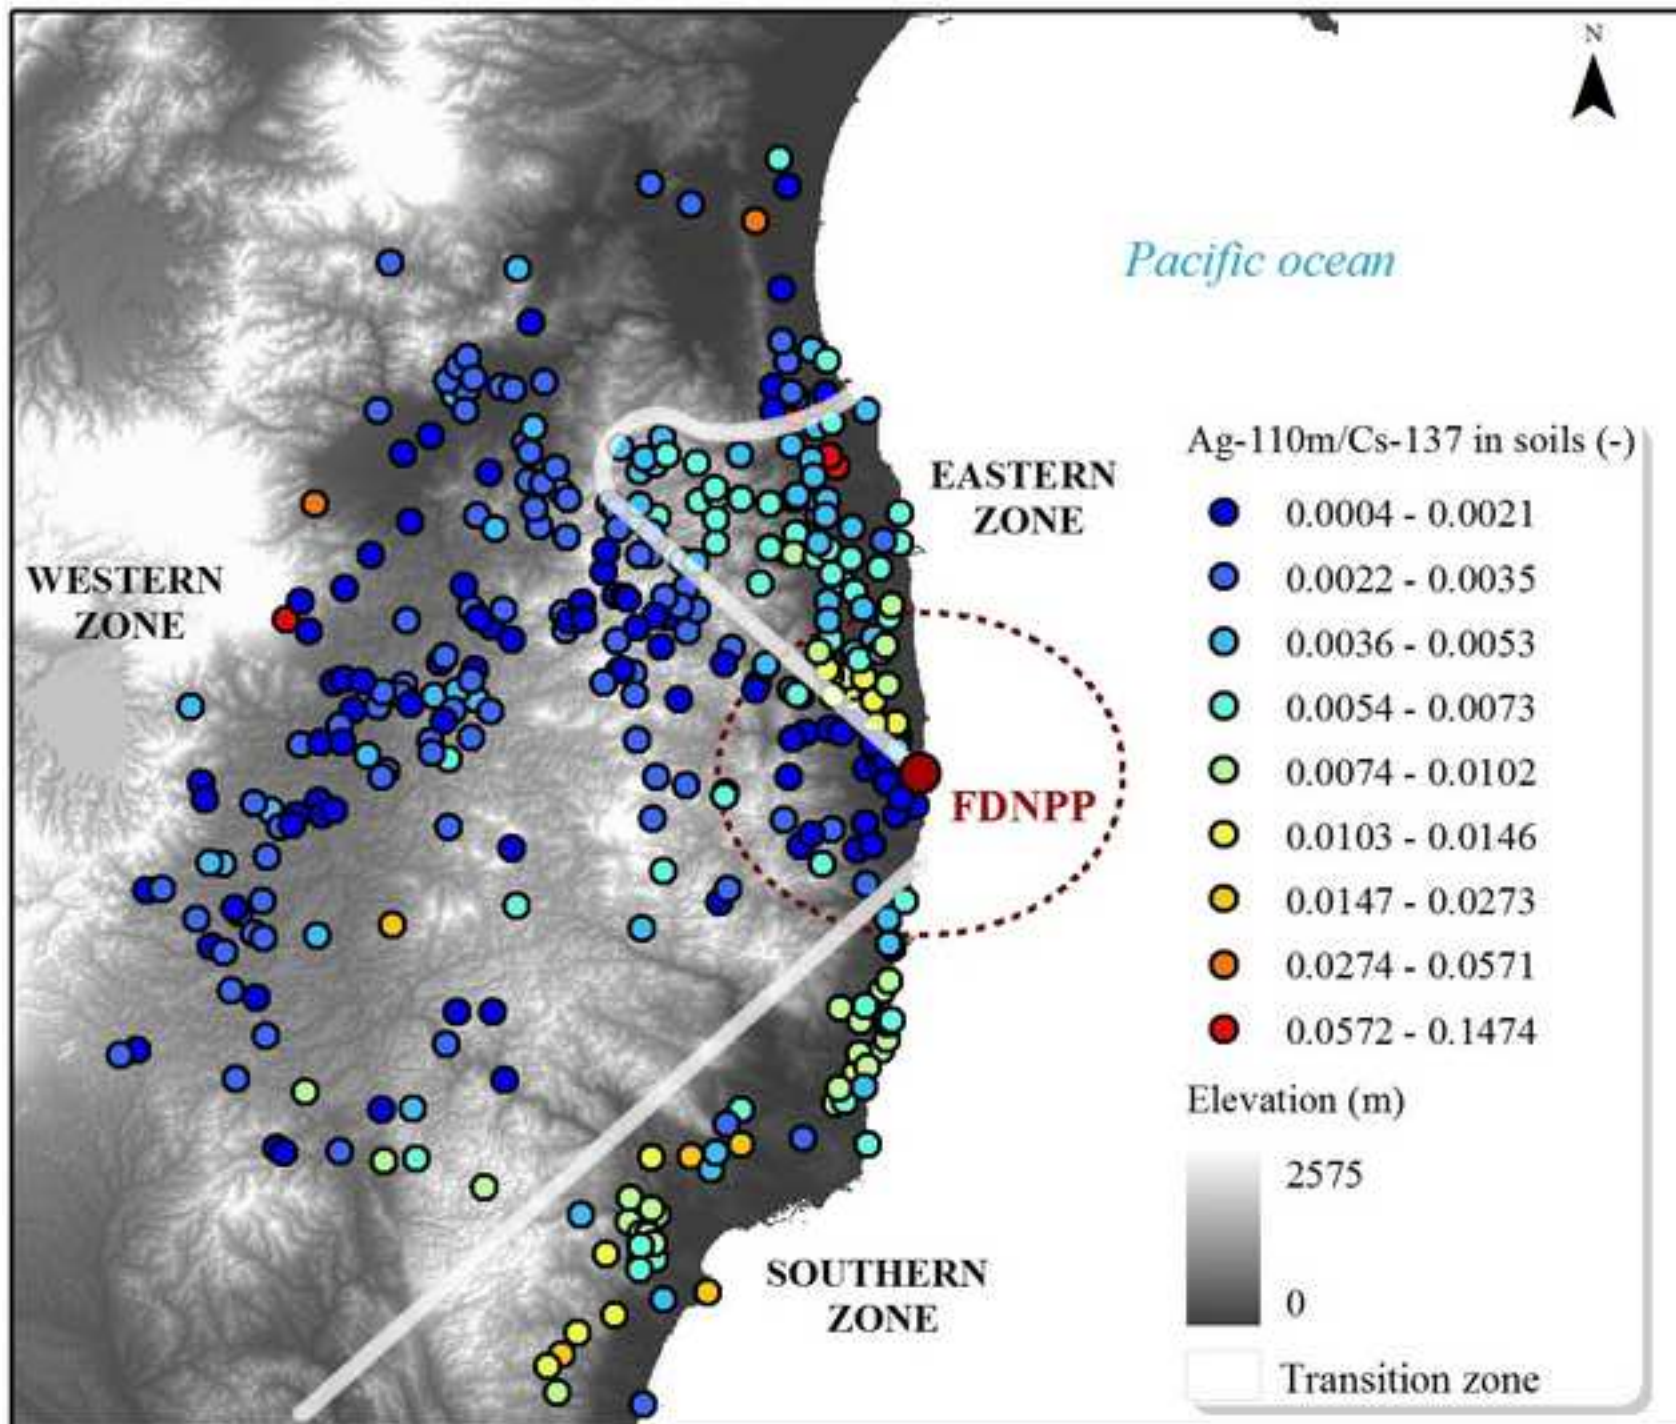 N
Pacific ocean
EASTERN
ZONE
WESTERN
ZONE
FDNPP
SOUTHERN
ZONE
Ag-110m/Cs-137 in soils (-)
0.0004 - 0.0021
0.0022 - 0.0035
0.0036 - 0.0053
0.0054 - 0.0073
0.0074 - 0.0102
0.0103 - 0.0146
0.0147 - 0.0273
0.0274 - 0.0571
0.0572 - 0.1474
Elevation (m)
2575
0
Transition zone